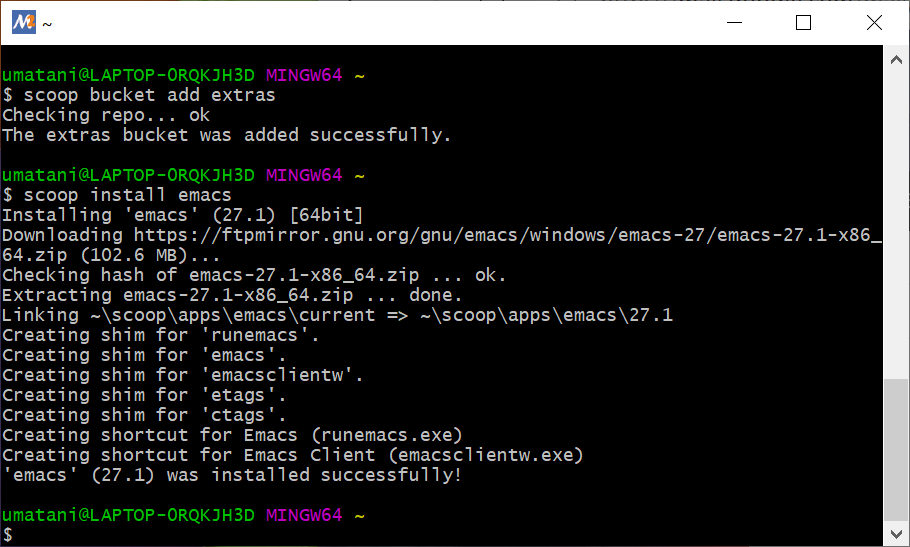 ~
umatani@LAPTOP-0RQKJH3D MINGW64 ~
$ scoop bucket add extras
Checking repo... ok
The extras bucket was added successfully.
umatani@LAPTOP-0RQKJH3D MINGW64 ~
$ scoop install emacs
Installing 'emacs' (27.1) [64bit]
Downloading https://ftpmirror.gnu.org/gnu/emacs/windows/emacs-27/emacs-27.1-x86_
64.zip (102.6 MB)...
Checking hash of emacs-27.1-x86_64.zip ... ok.
Extracting emacs-27.1-x86_64.zip ... done.
Linking ~\scoop\apps\emacs\current => ~\scoop\apps\emacs\27.1
Creating shim for 'runemacs'.
Creating shim for 'emacs'.
Creating shim for 'emacsclientw'.
Creating shim for 'etags'.
Creating shim for 'ctags'.
Creating shortcut for Emacs (runemacs.exe)
Creating shortcut for Emacs Client (emacsclientw.exe)
'emacs' (27.1) was installed successfully!
umatani@LAPTOP-0RQKJH3D MINGW64 ~
$